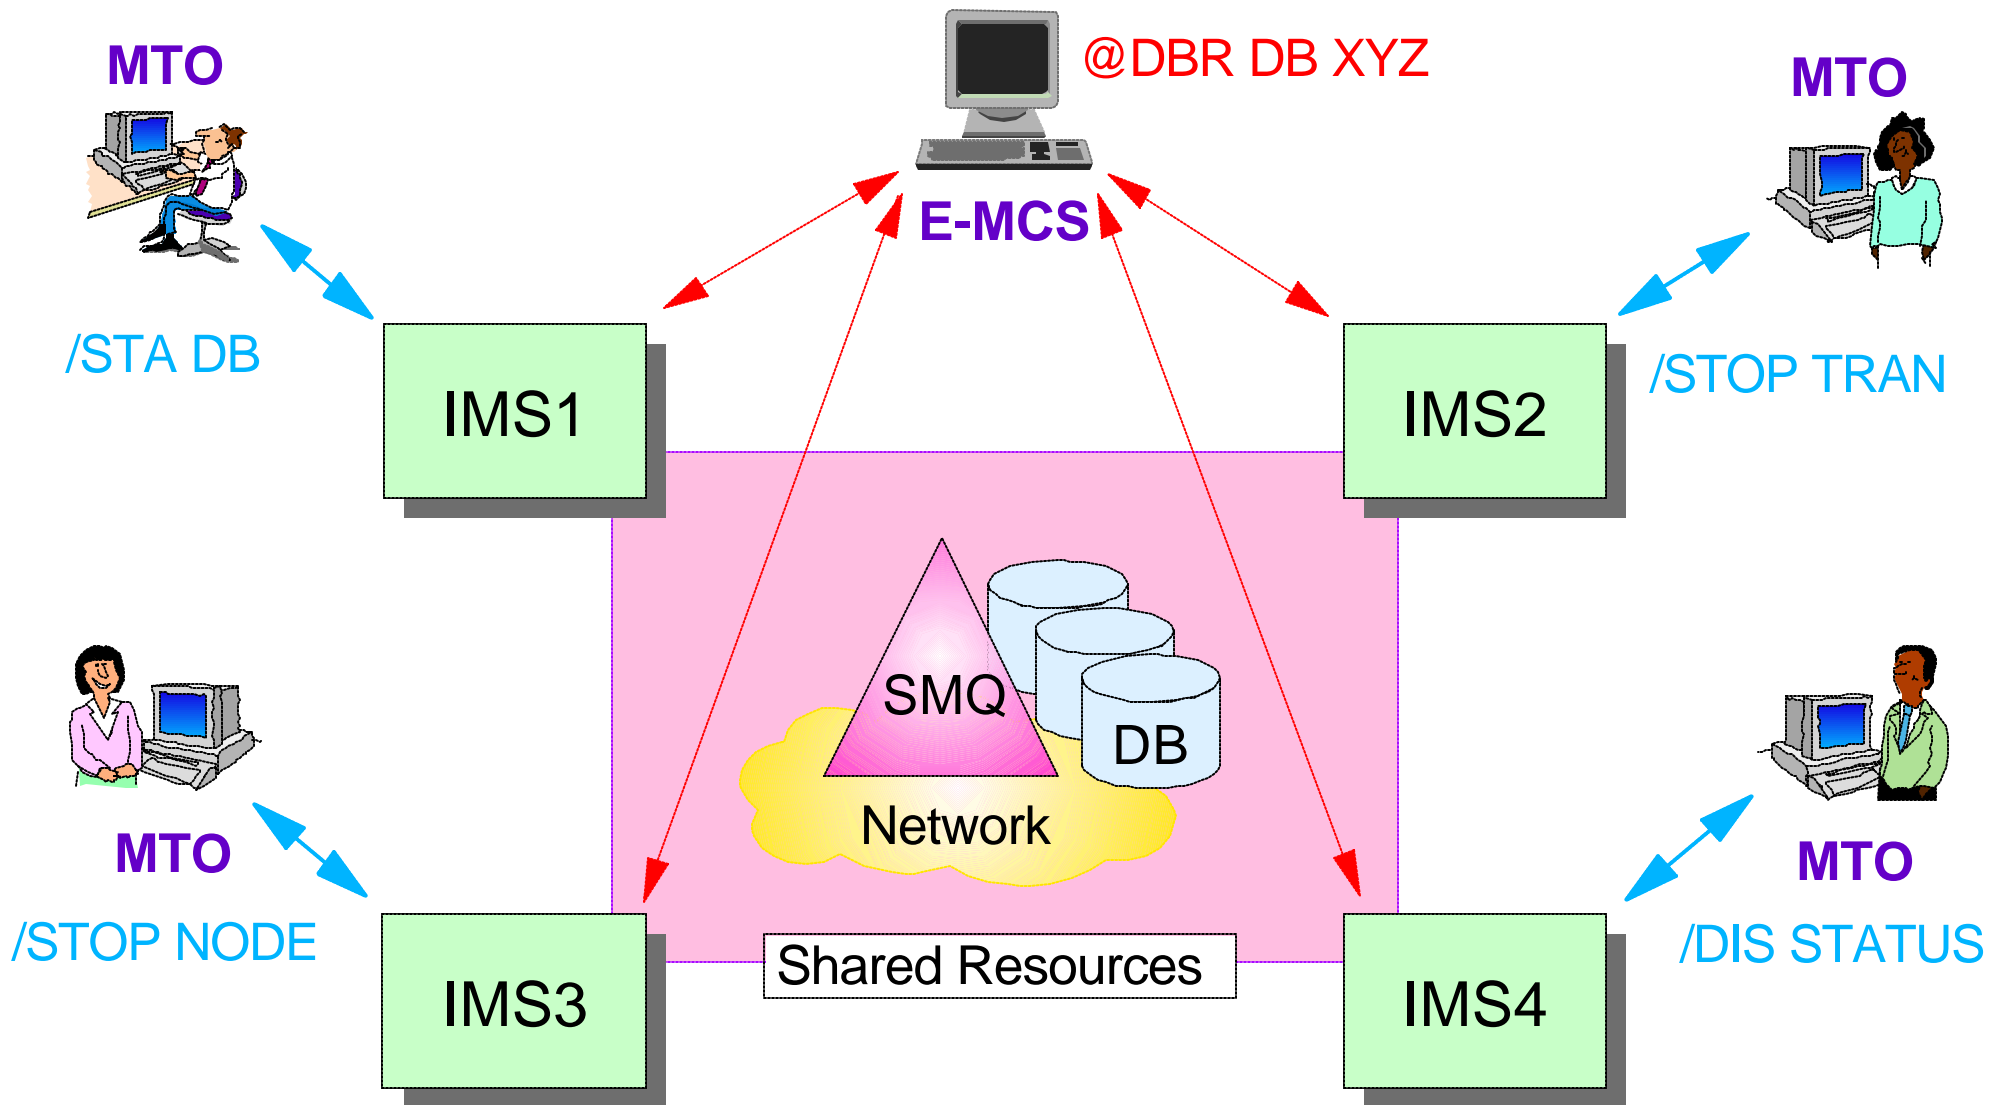 MTO
@DBR DB XYZ
MTO
E-MCS
/STA DB
IMS1
IMS2
/STOP TRAN
SMQ
DB
Network
MTO
MTO
/STOP NODE
/DIS STATUS
Shared Resources
IMS3
IMS4